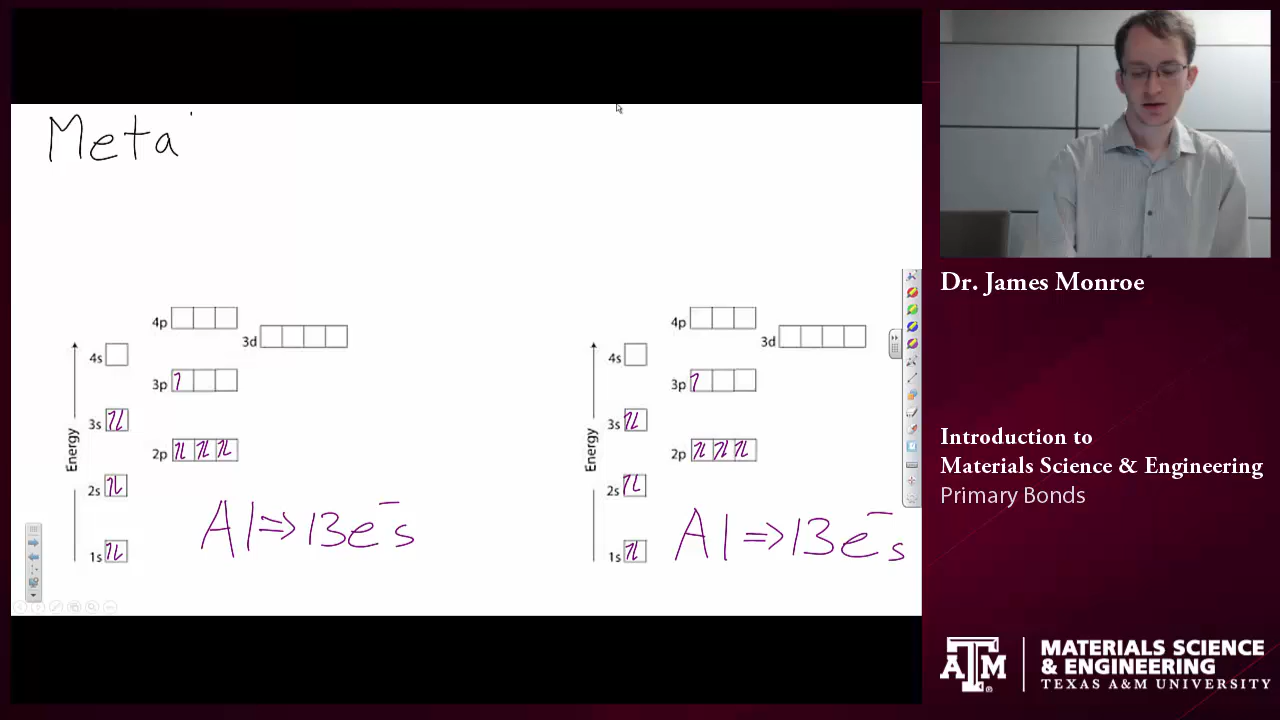 Meta
4p
3d
4s
3p
3s
2p
2s
1s
Energy
Al => 13e⁻s
4p
3d
4s
3p
3s
2p
2s
1s
Energy
Al => 13e⁻s
Dr. James Monroe
Introduction to
Materials Science & Engineering
Primary Bonds
ATM
MATERIALS SCIENCE
& ENGINEERING
TEXAS A&M UNIVERSITY